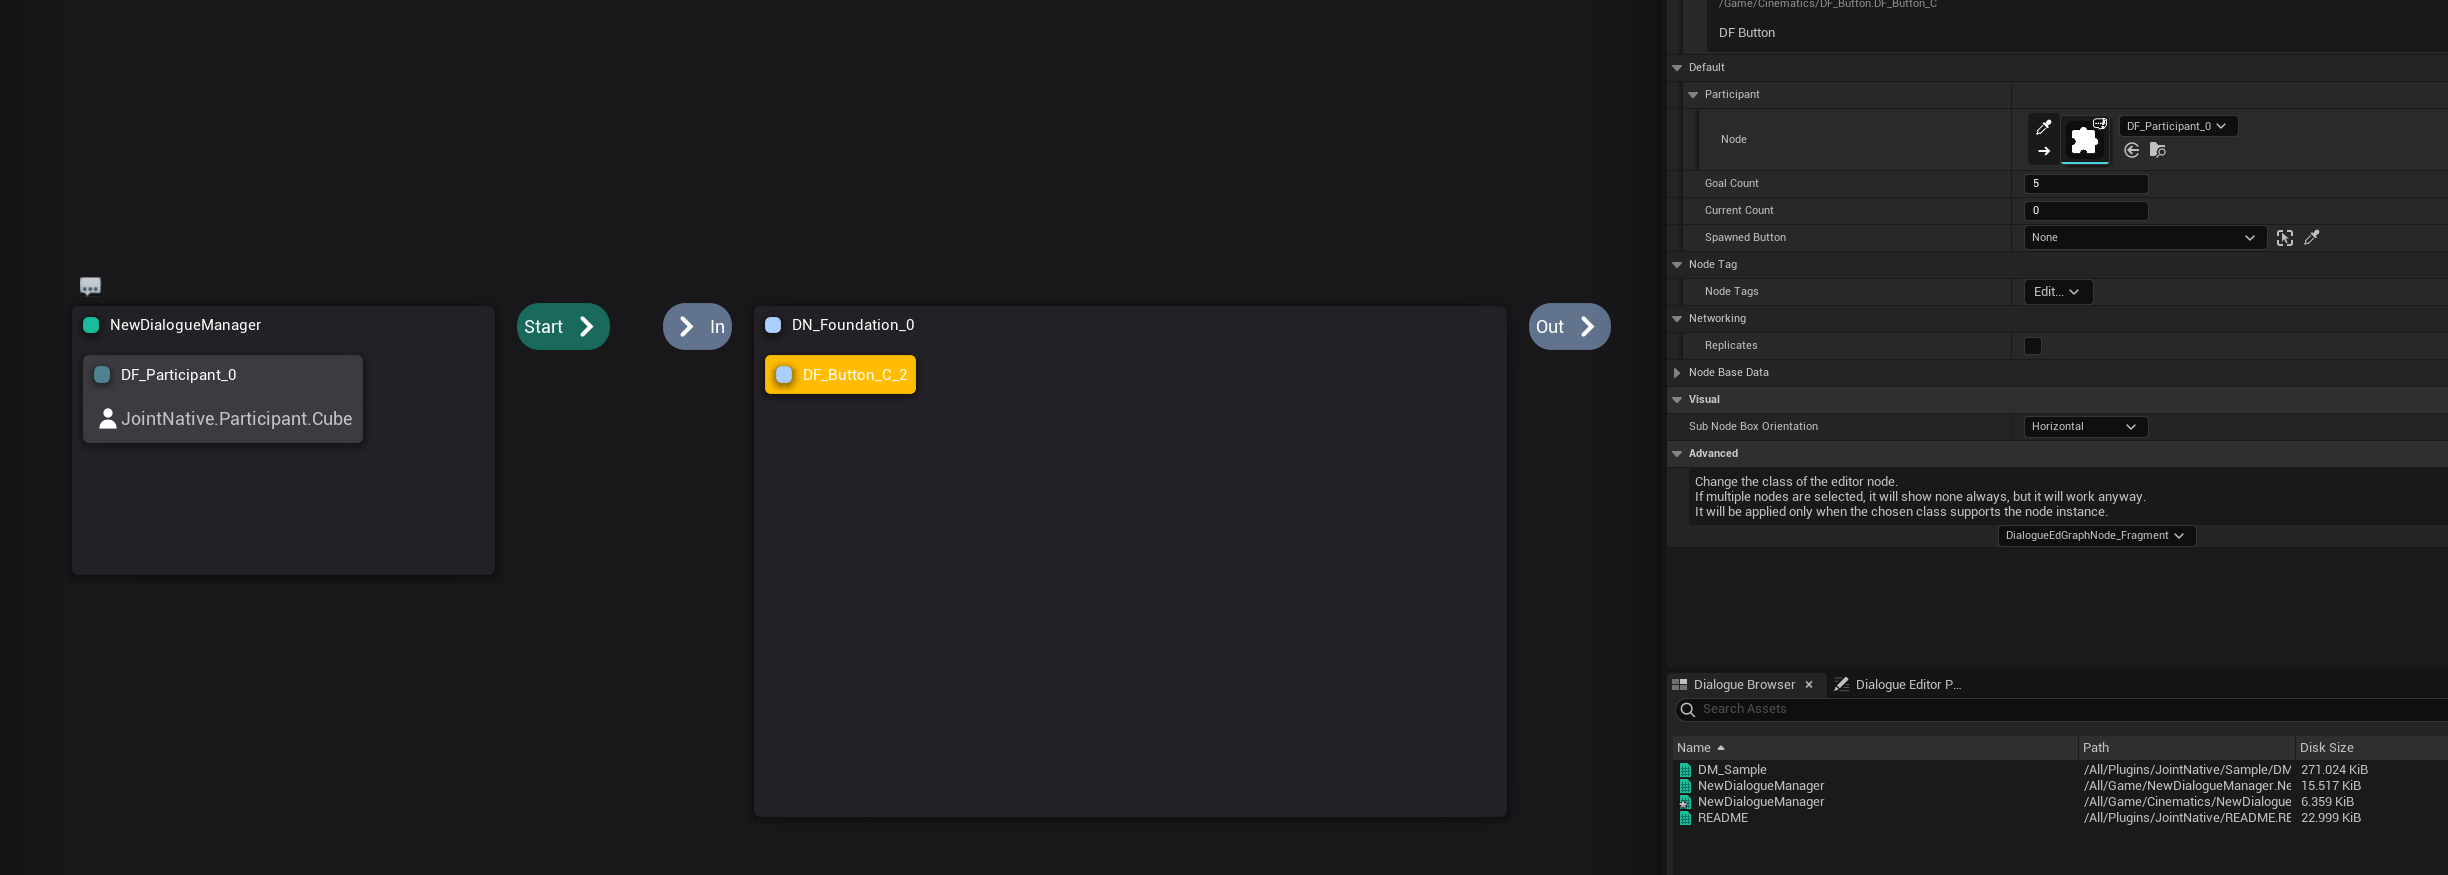 NewDialogueManager
DF_Participant_0
JointNative.Participant.Cube
Start
In
DN_Foundation_0
DF_Button_C_2
Out
/Game/Cinematics/DF_Button.DF_Button_C
DF Button
Default
Participant
Node
DF_Participant_0
Goal Count
5
Current Count
0
Spawned Button
None
Node Tag
Node Tags
Edit...
Networking
Replicates
Node Base Data
Visual
Sub Node Box Orientation
Horizontal
Advanced
Change the class of the editor node.
If multiple nodes are selected, it will show none always, but it will work anyway.
It will be applied only when the chosen class supports the node instance.
DialogueEdGraphNode_Fragment
Dialogue Browser
Dialogue Editor P...
Search Assets
Name Path Disk Size
DM_Sample /All/Plugins/JointNative/Sample/DM 271.024 KiB
NewDialogueManager /All/Game/NewDialogueManager.Ne 15.517 KiB
NewDialogueManager /All/Game/Cinematics/NewDialogue 6.359 KiB
README /All/Plugins/JointNative/README.RE 22.999 KiB